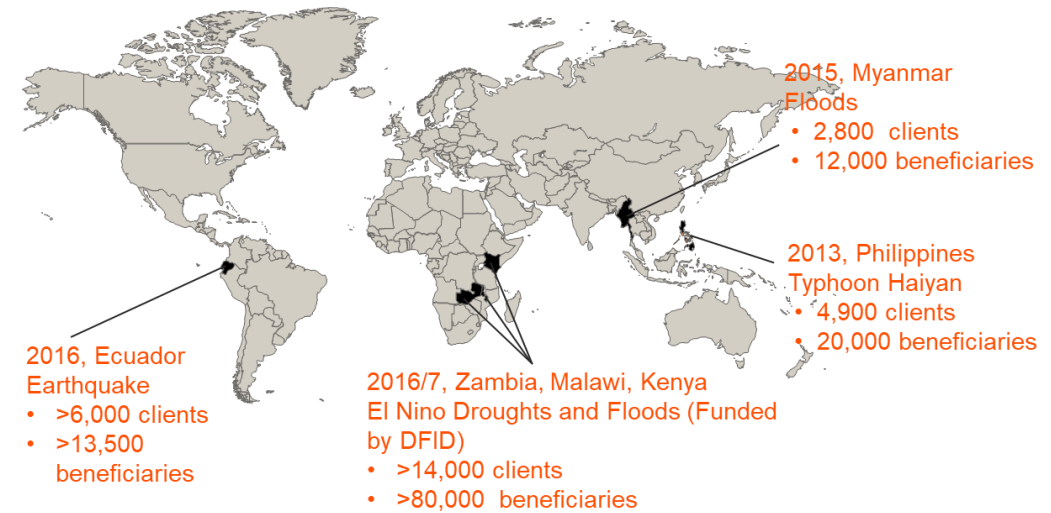 2015, Myanmar
Floods
• 2,800 clients
• 12,000 beneficiaries
2013, Philippines
Typhoon Haiyan
• 4,900 clients
• 20,000 beneficiaries
2016, Ecuador
Earthquake
• >6,000 clients
• >13,500
beneficiaries
2016/7, Zambia, Malawi, Kenya
El Nino Droughts and Floods (Funded
by DFID)
• >14,000 clients
• >80,000 beneficiaries